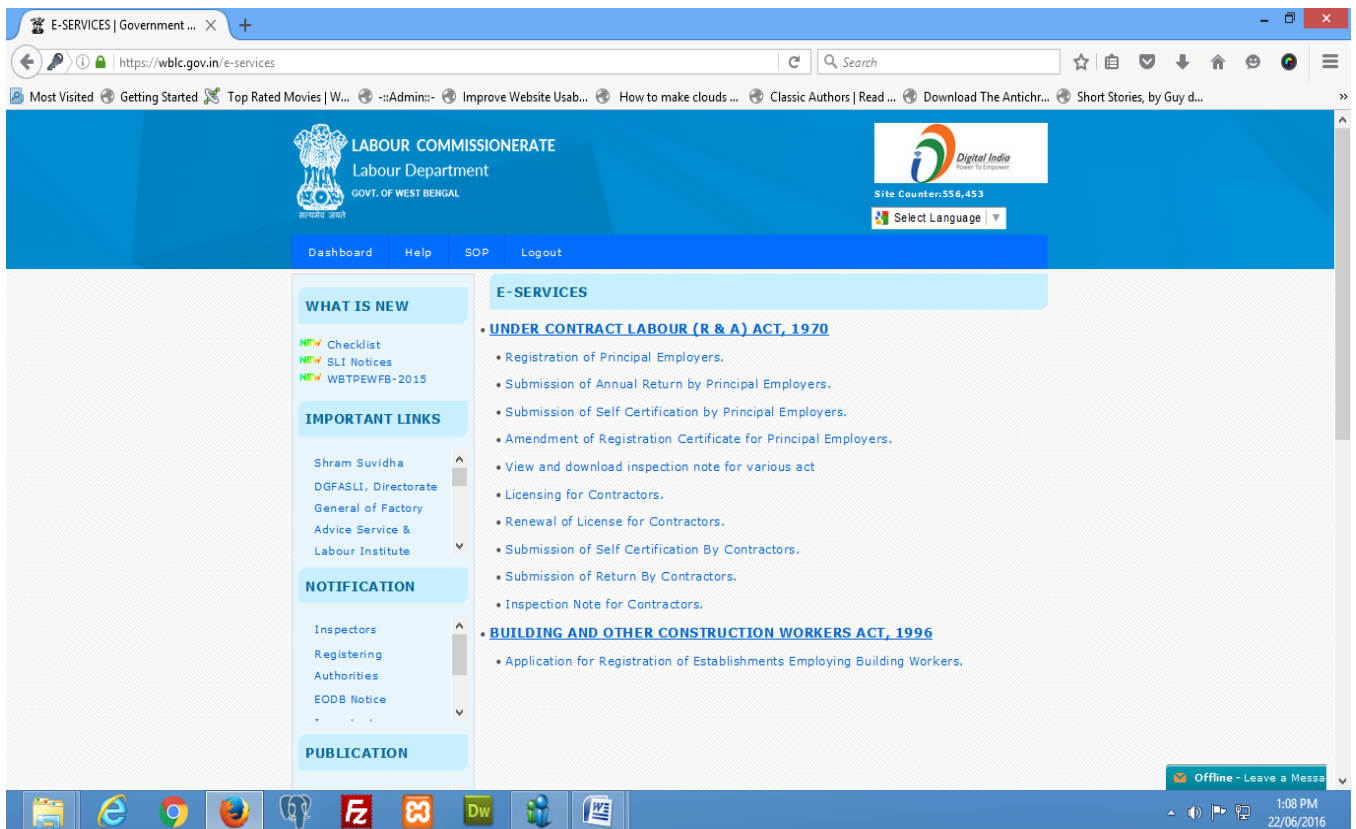 E-SERVICES | Government ...
https://wblc.gov.in/e-services
Search
Most Visited Getting Started Top Rated Movies | W... -::Admin::- Improve Website Usab... How to make clouds ... Classic Authors | Read ... Download The Antichr... Short Stories, by Guy d...
LABOUR COMMISSIONERATE
Labour Department
GOVT. OF WEST BENGAL
सत्यमेव जयते
Digital India
Power To Empower
Site Counter:556,453
Select Language
Dashboard Help SOP Logout
WHAT IS NEW
NEW Checklist
NEW SLI Notices
NEW WBTPEWFB-2015
IMPORTANT LINKS
Shram Suvidha
DGFASLI, Directorate
General of Factory
Advice Service &
Labour Institute
NOTIFICATION
Inspectors
Registering
Authorities
EODB Notice
PUBLICATION
E-SERVICES
UNDER CONTRACT LABOUR (R & A) ACT, 1970
Registration of Principal Employers.
Submission of Annual Return by Principal Employers.
Submission of Self Certification by Principal Employers.
Amendment of Registration Certificate for Principal Employers.
View and download inspection note for various act
Licensing for Contractors.
Renewal of License for Contractors.
Submission of Self Certification By Contractors.
Submission of Return By Contractors.
Inspection Note for Contractors.
BUILDING AND OTHER CONSTRUCTION WORKERS ACT, 1996
Application for Registration of Establishments Employing Building Workers.
Offline - Leave a Messa
Fz
Dw
W
1:08 PM
22/06/2016